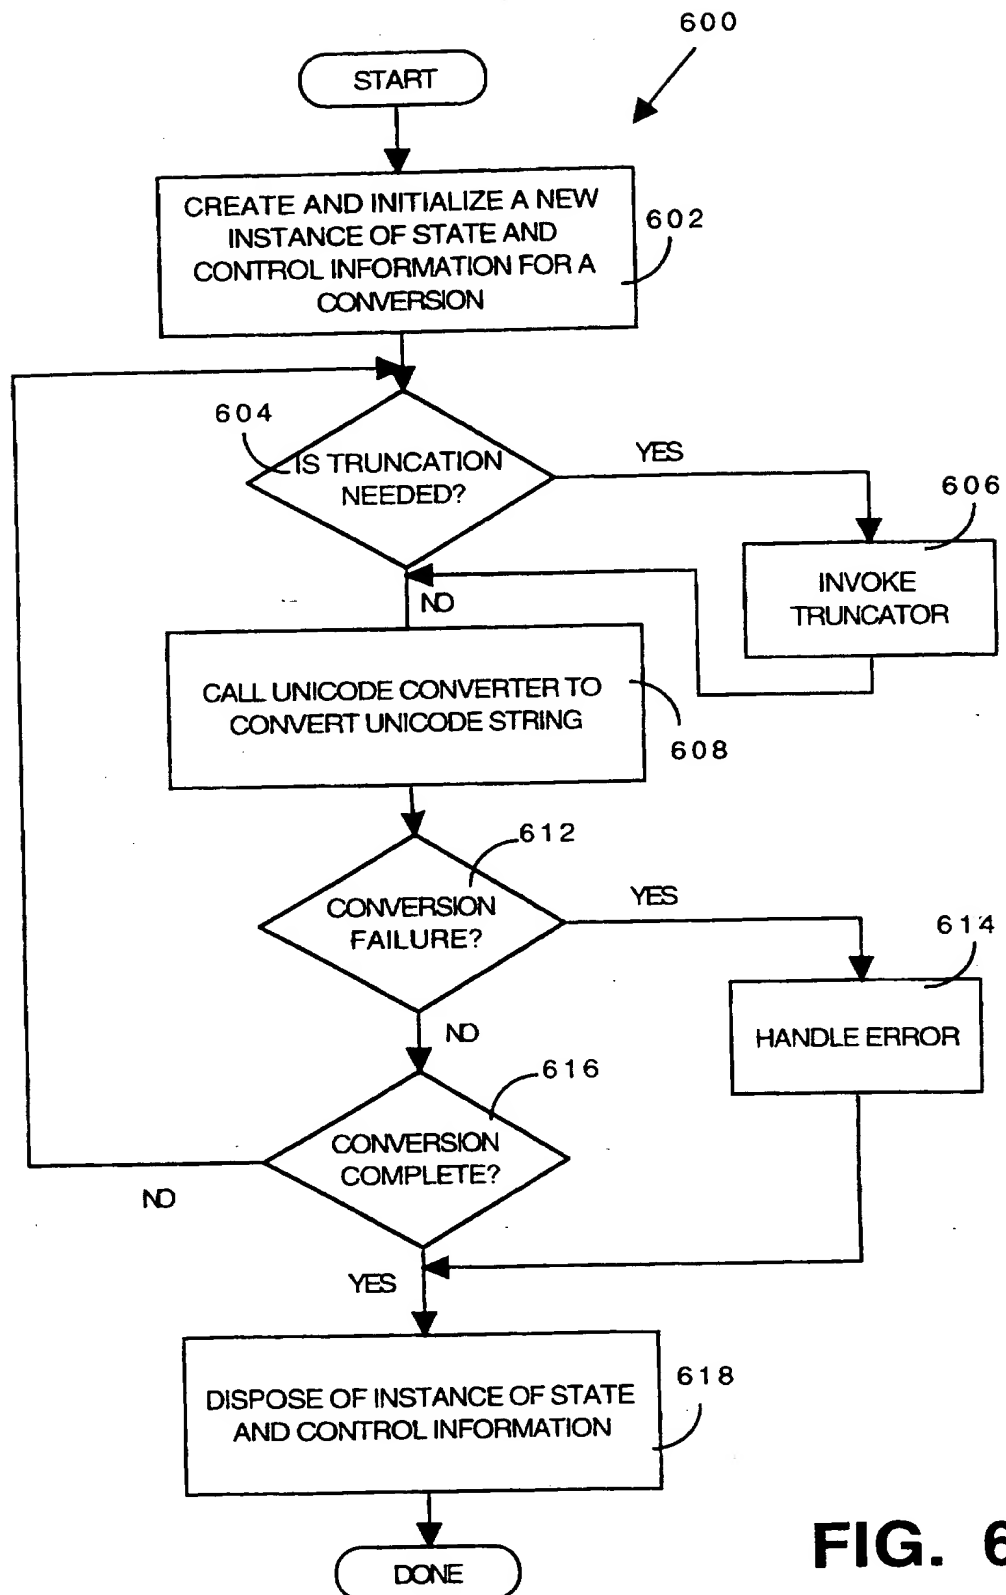 600
START
CREATE AND INITIALIZE A NEW
INSTANCE OF STATE AND
CONTROL INFORMATION FOR A
CONVERSION
602
604
IS TRUNCATION
NEEDED?
YES
606
INVOKE
TRUNCATOR
NO
CALL UNICODE CONVERTER TO
CONVERT UNICODE STRING
608
612
CONVERSION
FAILURE?
YES
614
HANDLE ERROR
NO
616
CONVERSION
COMPLETE?
NO
YES
DISPOSE OF INSTANCE OF STATE
AND CONTROL INFORMATION
618
DONE
FIG. 6